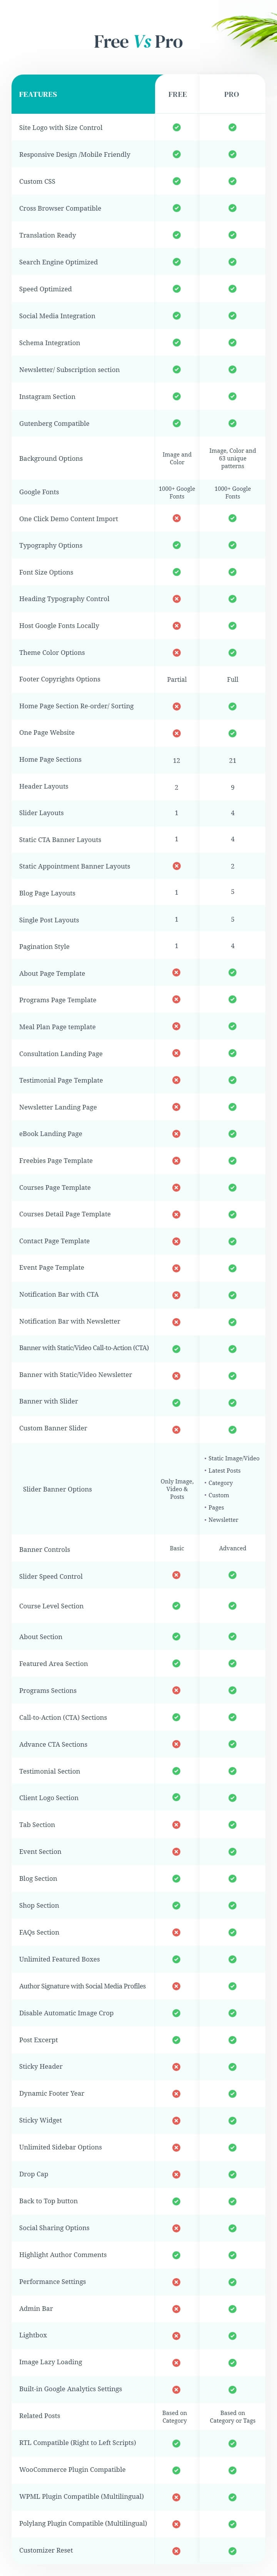 Free Vs Pro
FEATURES FREE PRO
Site Logo with Size Control
Responsive Design /Mobile Friendly
Custom CSS
Cross Browser Compatible
Translation Ready
Search Engine Optimized
Speed Optimized
Social Media Integration
Schema Integration
Newsletter/ Subscription section
Instagram Section
Gutenberg Compatible
Background Options
Image and
Color
Image, Color and
63 unique
patterns
Google Fonts
1000+ Google
Fonts
1000+ Google
Fonts
One Click Demo Content Import
Typography Options
Font Size Options
Heading Typography Control
Host Google Fonts Locally
Theme Color Options
Footer Copyrights Options Partial Full
Home Page Section Re-order/ Sorting
One Page Website
Home Page Sections 12 21
Header Layouts 2 9
Slider Layouts 1 4
Static CTA Banner Layouts 1 4
Static Appointment Banner Layouts 2
Blog Page Layouts 1 5
Single Post Layouts 1 5
Pagination Style 1 4
About Page Template
Programs Page Template
Meal Plan Page template
Consultation Landing Page
Testimonial Page Template
Newsletter Landing Page
eBook Landing Page
Freebies Page Template
Courses Page Template
Courses Detail Page Template
Contact Page Template
Event Page Template
Notification Bar with CTA
Notification Bar with Newsletter
Banner with Static/Video Call-to-Action (CTA)
Banner with Static/Video Newsletter
Banner with Slider
Custom Banner Slider
Slider Banner Options
Only Image,
Video &
Posts
• Static Image/Video
• Latest Posts
• Category
• Custom
• Pages
• Newsletter
Banner Controls Basic Advanced
Slider Speed Control
Course Level Section
About Section
Featured Area Section
Programs Sections
Call-to-Action (CTA) Sections
Advance CTA Sections
Testimonial Section
Client Logo Section
Tab Section
Event Section
Blog Section
Shop Section
FAQs Section
Unlimited Featured Boxes
Author Signature with Social Media Profiles
Disable Automatic Image Crop
Post Excerpt
Sticky Header
Dynamic Footer Year
Sticky Widget
Unlimited Sidebar Options
Drop Cap
Back to Top button
Social Sharing Options
Highlight Author Comments
Performance Settings
Admin Bar
Lightbox
Image Lazy Loading
Built-in Google Analytics Settings
Related Posts
Based on
Category
Based on
Category or Tags
RTL Compatible (Right to Left Scripts)
WooCommerce Plugin Compatible
WPML Plugin Compatible (Multilingual)
Polylang Plugin Compatible (Multilingual)
Customizer Reset